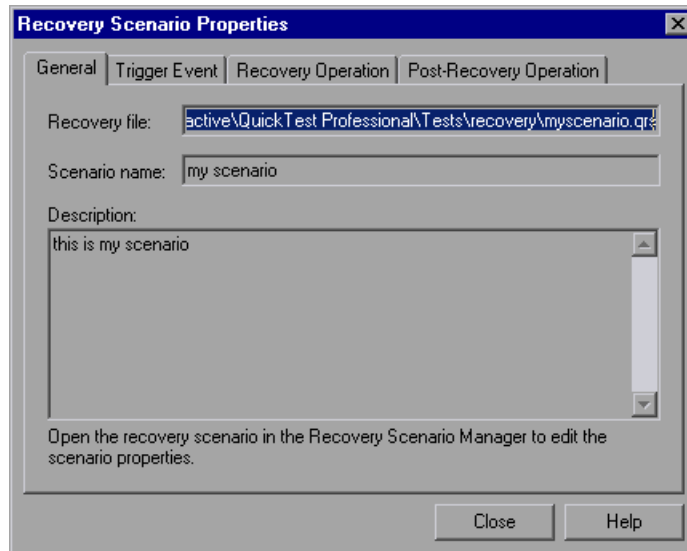 Recovery Scenario Properties
General Trigger Event Recovery Operation Post-Recovery Operation
Recovery file: active\QuickTest Professional\Tests\recovery\myscenario.qrs
Scenario name: my scenario
Description:
this is my scenario
Open the recovery scenario in the Recovery Scenario Manager to edit the
scenario properties.
Close Help